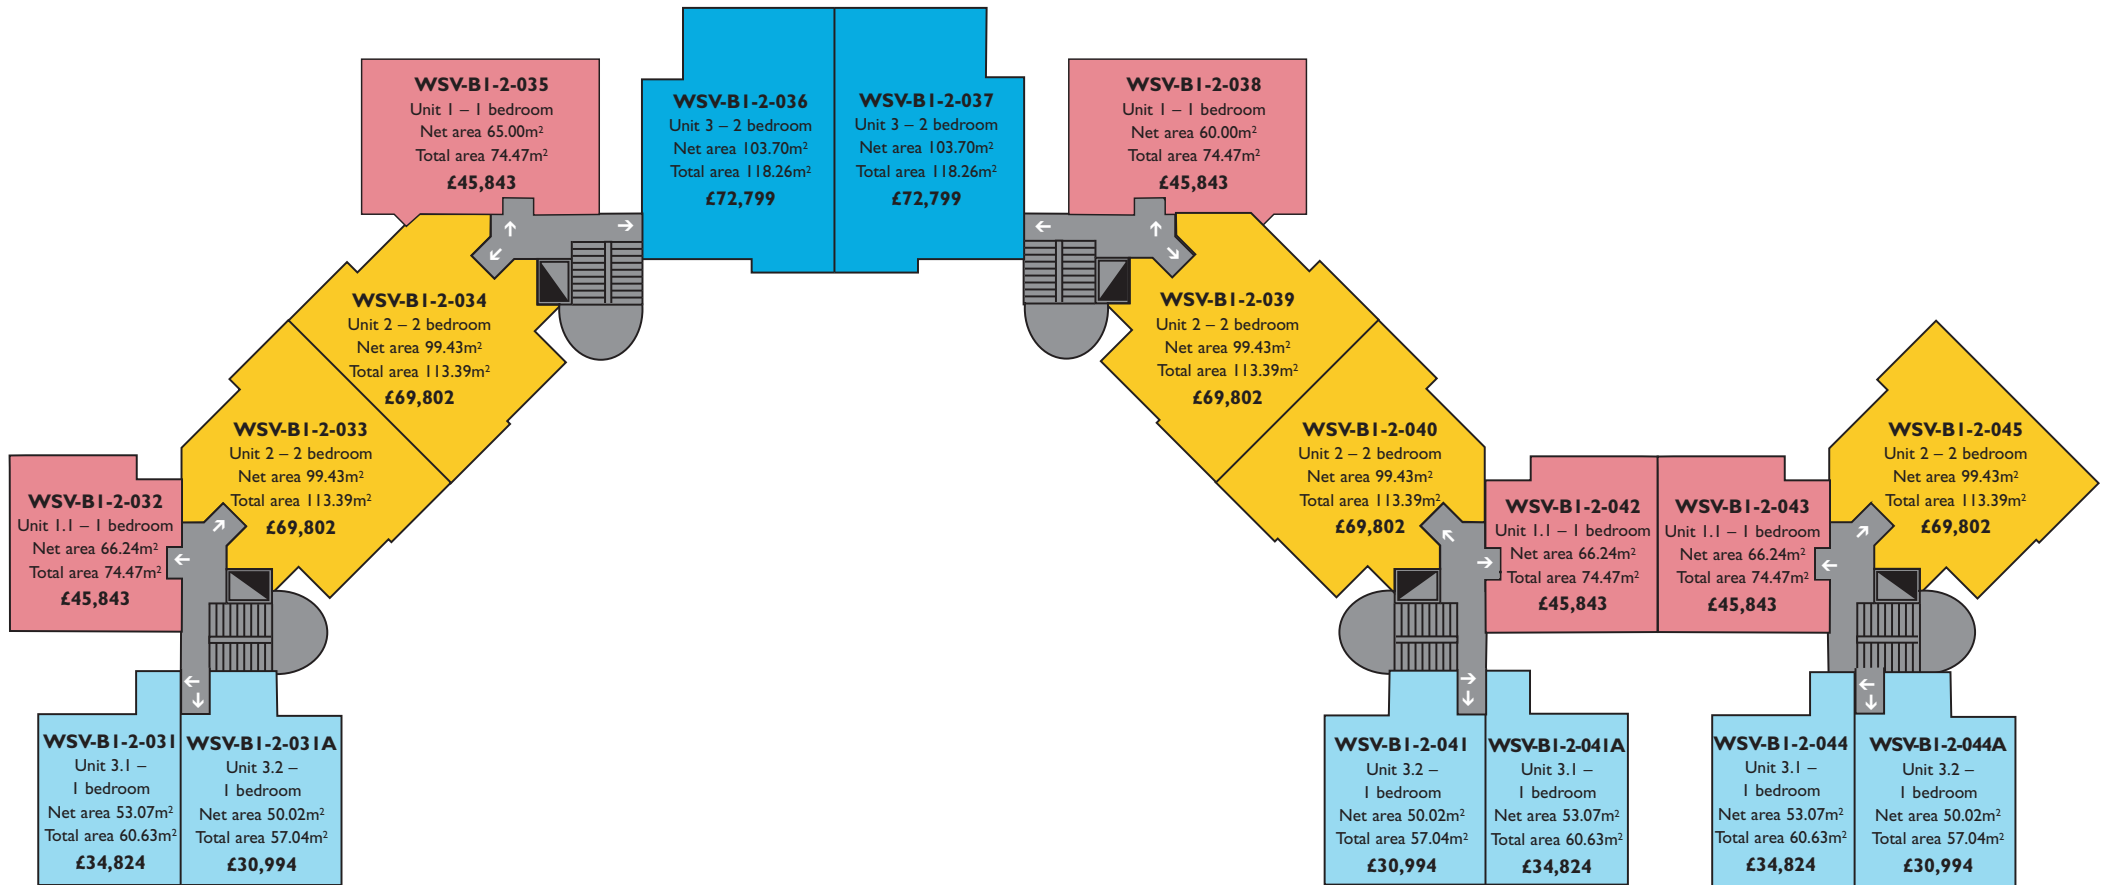 WSV-B1-2-035
Unit 1 – 1 bedroom
Net area 65.00m²
Total area 74.47m²
£45,843
WSV-B1-2-036
Unit 3 – 2 bedroom
Net area 103.70m²
Total area 118.26m²
£72,799
WSV-B1-2-037
Unit 3 – 2 bedroom
Net area 103.70m²
Total area 118.26m²
£72,799
WSV-B1-2-038
Unit 1 – 1 bedroom
Net area 60.00m²
Total area 74.47m²
£45,843
WSV-B1-2-034
Unit 2 – 2 bedroom
Net area 99.43m²
Total area 113.39m²
£69,802
WSV-B1-2-039
Unit 2 – 2 bedroom
Net area 99.43m²
Total area 113.39m²
£69,802
WSV-B1-2-033
Unit 2 – 2 bedroom
Net area 99.43m²
Total area 113.39m²
£69,802
WSV-B1-2-040
Unit 2 – 2 bedroom
Net area 99.43m²
Total area 113.39m²
£69,802
WSV-B1-2-045
Unit 2 – 2 bedroom
Net area 99.43m²
Total area 113.39m²
£69,802
WSV-B1-2-032
Unit 1.1 – 1 bedroom
Net area 66.24m²
Total area 74.47m²
£45,843
WSV-B1-2-042
Unit 1.1 – 1 bedroom
Net area 66.24m²
Total area 74.47m²
£45,843
WSV-B1-2-043
Unit 1.1 – 1 bedroom
Net area 66.24m²
Total area 74.47m²
£45,843
WSV-B1-2-031
Unit 3.1 –
1 bedroom
Net area 53.07m²
Total area 60.63m²
£34,824
WSV-B1-2-031A
Unit 3.2 –
1 bedroom
Net area 50.02m²
Total area 57.04m²
£30,994
WSV-B1-2-041
Unit 3.2 –
1 bedroom
Net area 50.02m²
Total area 57.04m²
£30,994
WSV-B1-2-041A
Unit 3.1 –
1 bedroom
Net area 53.07m²
Total area 60.63m²
£34,824
WSV-B1-2-044
Unit 3.1 –
1 bedroom
Net area 53.07m²
Total area 60.63m²
£34,824
WSV-B1-2-044A
Unit 3.2 –
1 bedroom
Net area 50.02m²
Total area 57.04m²
£30,994